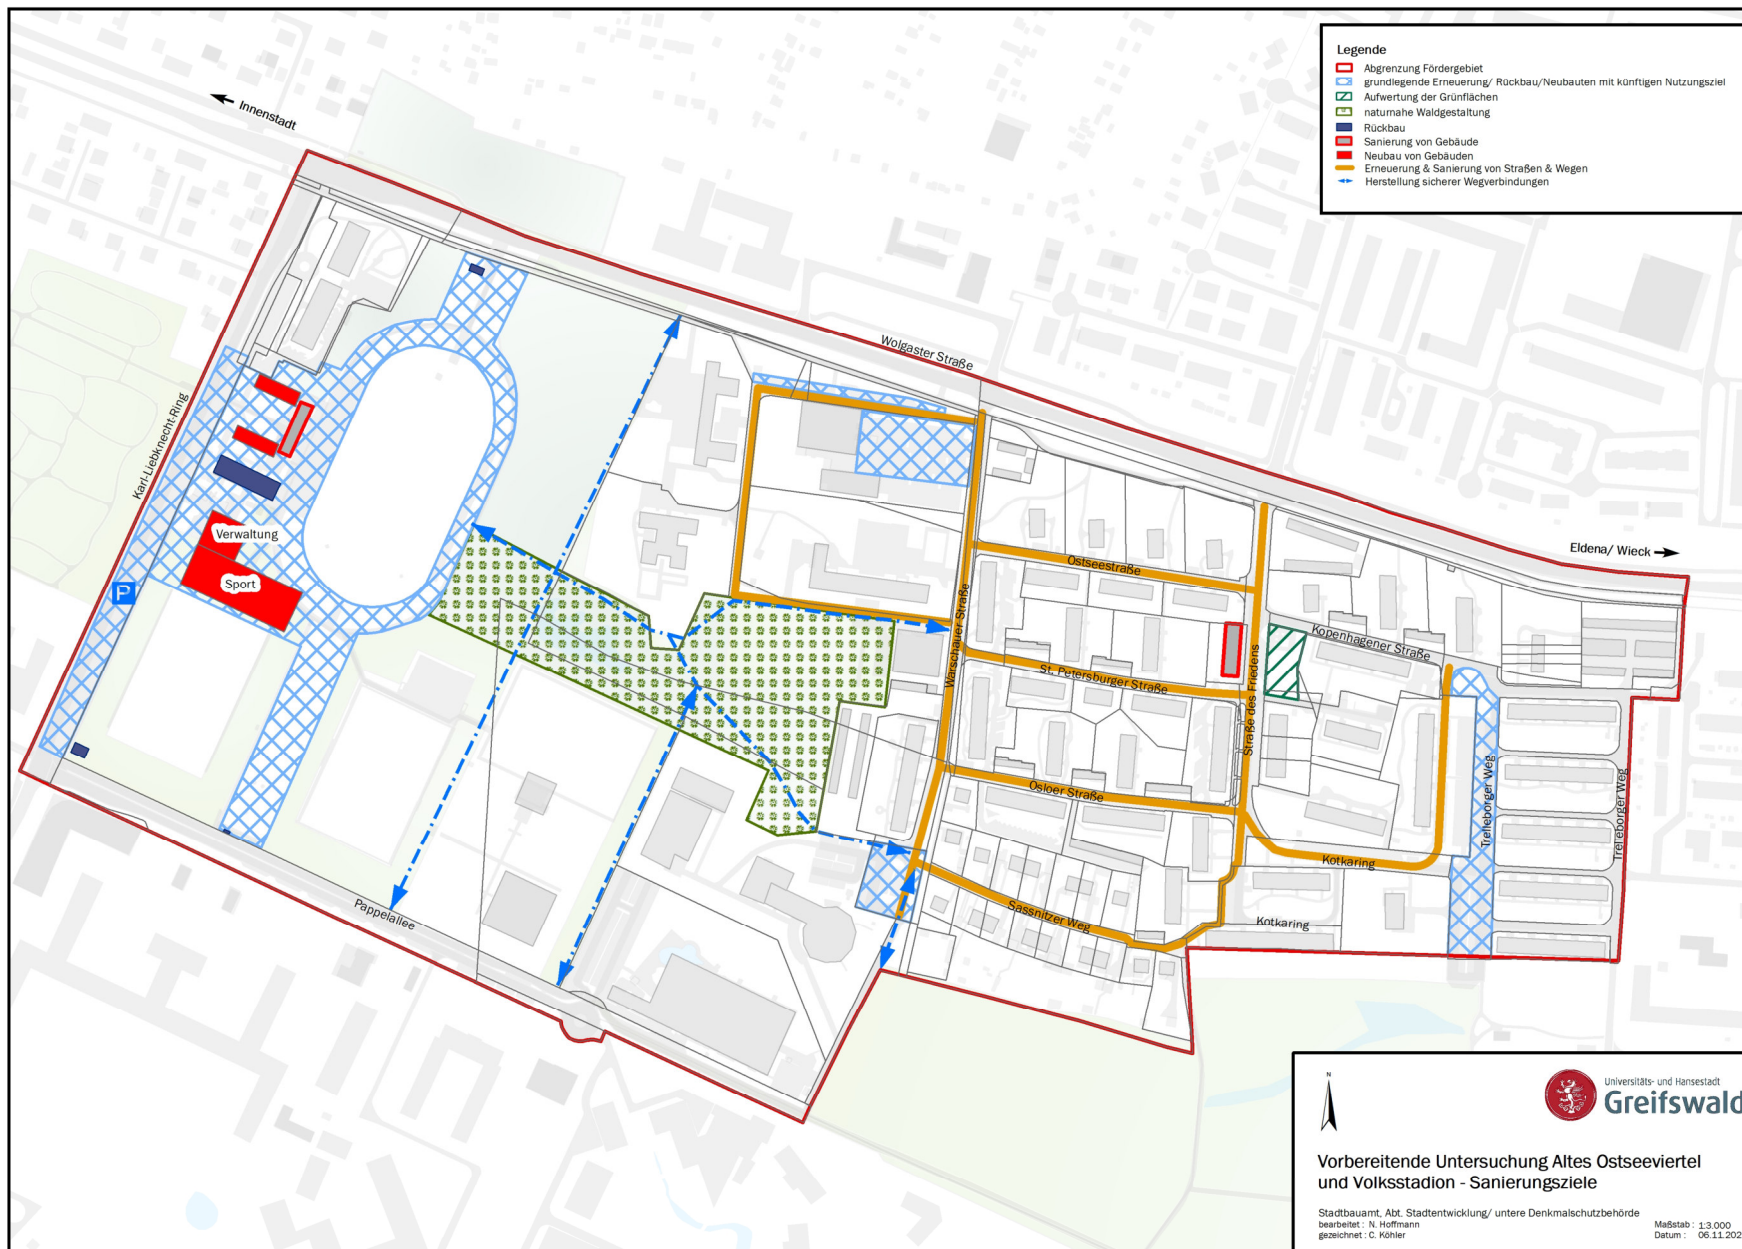 Legende
Abgrenzung Fördergebiet
grundlegende Erneuerung/ Rückbau/Neubauten mit künftigen Nutzungsziel
Aufwertung der Grünflächen
naturnahe Waldgestaltung
Rückbau
Sanierung von Gebäude
Neubau von Gebäuden
Erneuerung & Sanierung von Straßen & Wegen
Herstellung sicherer Wegverbindungen
Innenstadt
Wolgaster Straße
Karl-Liebknecht-Ring
Verwaltung
Sport
P
Eldena/ Wieck
Ostseestraße
Warschauer Straße
Kopenhagener Straße
St. Petersburger Straße
Straße des Friedens
Osloer Straße
Trelleborger Weg
Trelleborger Weg
Kotkaring
Kotkaring
Sassnitzer Weg
Pappelallee
N
Universitäts- und Hansestadt
Greifswald
Vorbereitende Untersuchung Altes Ostseeviertel
und Volksstadion - Sanierungsziele
Stadtbauamt, Abt. Stadtentwicklung/ untere Denkmalschutzbehörde
bearbeitet : N. Hoffmann
gezeichnet : C. Köhler
Maßstab : 1:3.000
Datum : 06.11.202